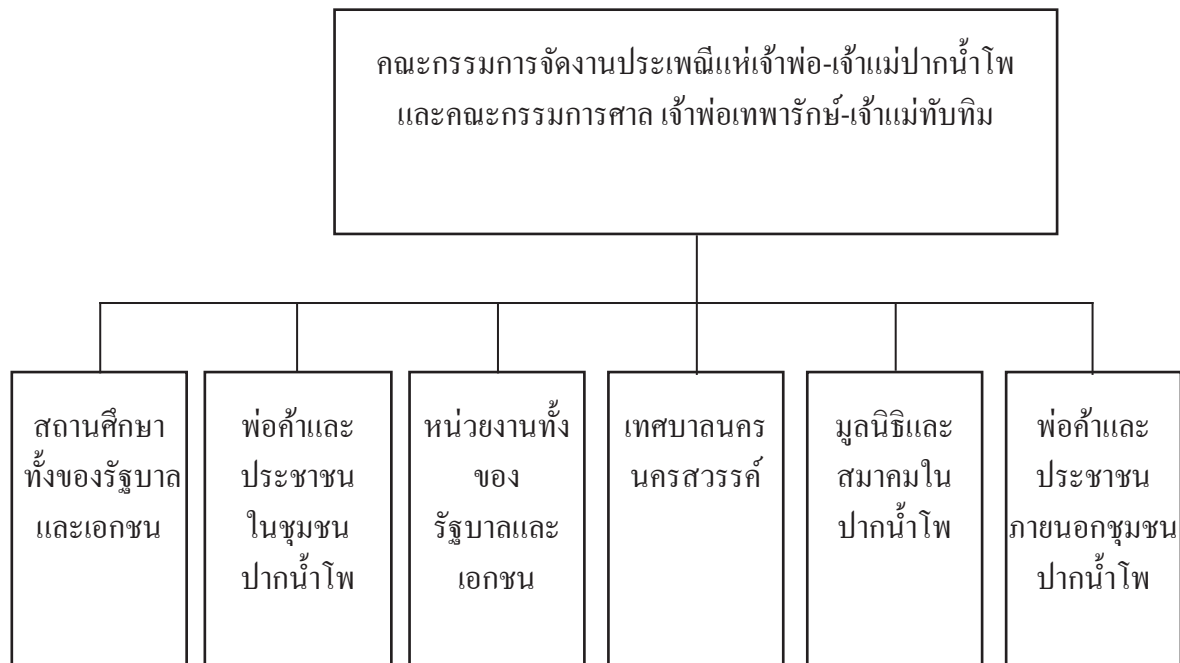 คณะกรรมการจัดงานประเพณีแห่เจ้าพ่อ-เจ้าแม่ปากน้ำโพ
และคณะกรรมการศาล เจ้าพ่อเทพารักษ์-เจ้าแม่ทับทิม
สถานศึกษา
ทั้งของรัฐบาล
และเอกชน
พ่อค้าและ
ประชาชน
ในชุมชน
ปากน้ำโพ
หน่วยงานทั้ง
ของ
รัฐบาลและ
เอกชน
เทศบาลนคร
นครสวรรค์
มูลนิธิและ
สมาคมใน
ปากน้ำโพ
พ่อค้าและ
ประชาชน
ภายนอกชุมชน
ปากน้ำโพ